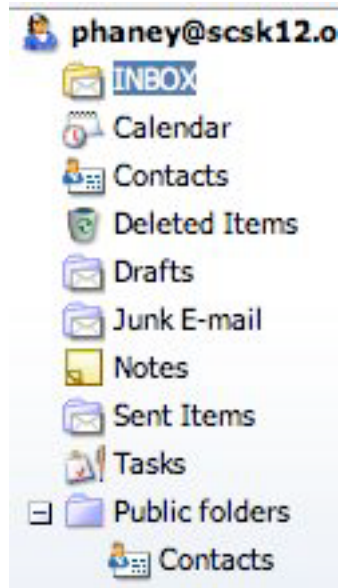 phaney@scsk12.o
INBOX
Calendar
Contacts
Deleted Items
Drafts
Junk E-mail
Notes
Sent Items
Tasks
Public folders
Contacts